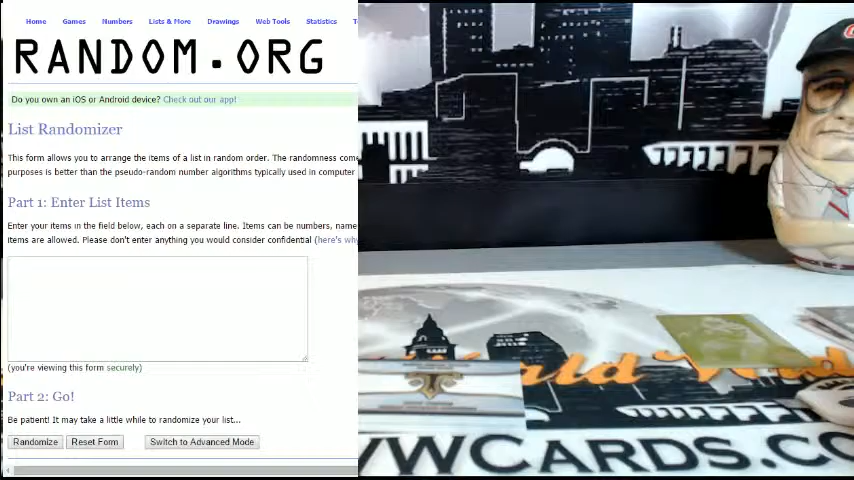 Home Games Numbers Lists & More Drawings Web Tools Statistics T
RANDOM.ORG
Do you own an iOS or Android device? Check out our app!
List Randomizer
This form allows you to arrange the items of a list in random order. The randomness come
purposes is better than the pseudo-random number algorithms typically used in computer
Part 1: Enter List Items
Enter your items in the field below, each on a separate line. Items can be numbers, name
items are allowed. Please don't enter anything you would consider confidential (here's why
(you're viewing this form securely)
Part 2: Go!
Be patient! It may take a little while to randomize your list...
Randomize Reset Form Switch to Advanced Mode
World Wid
WWCARDS.CO